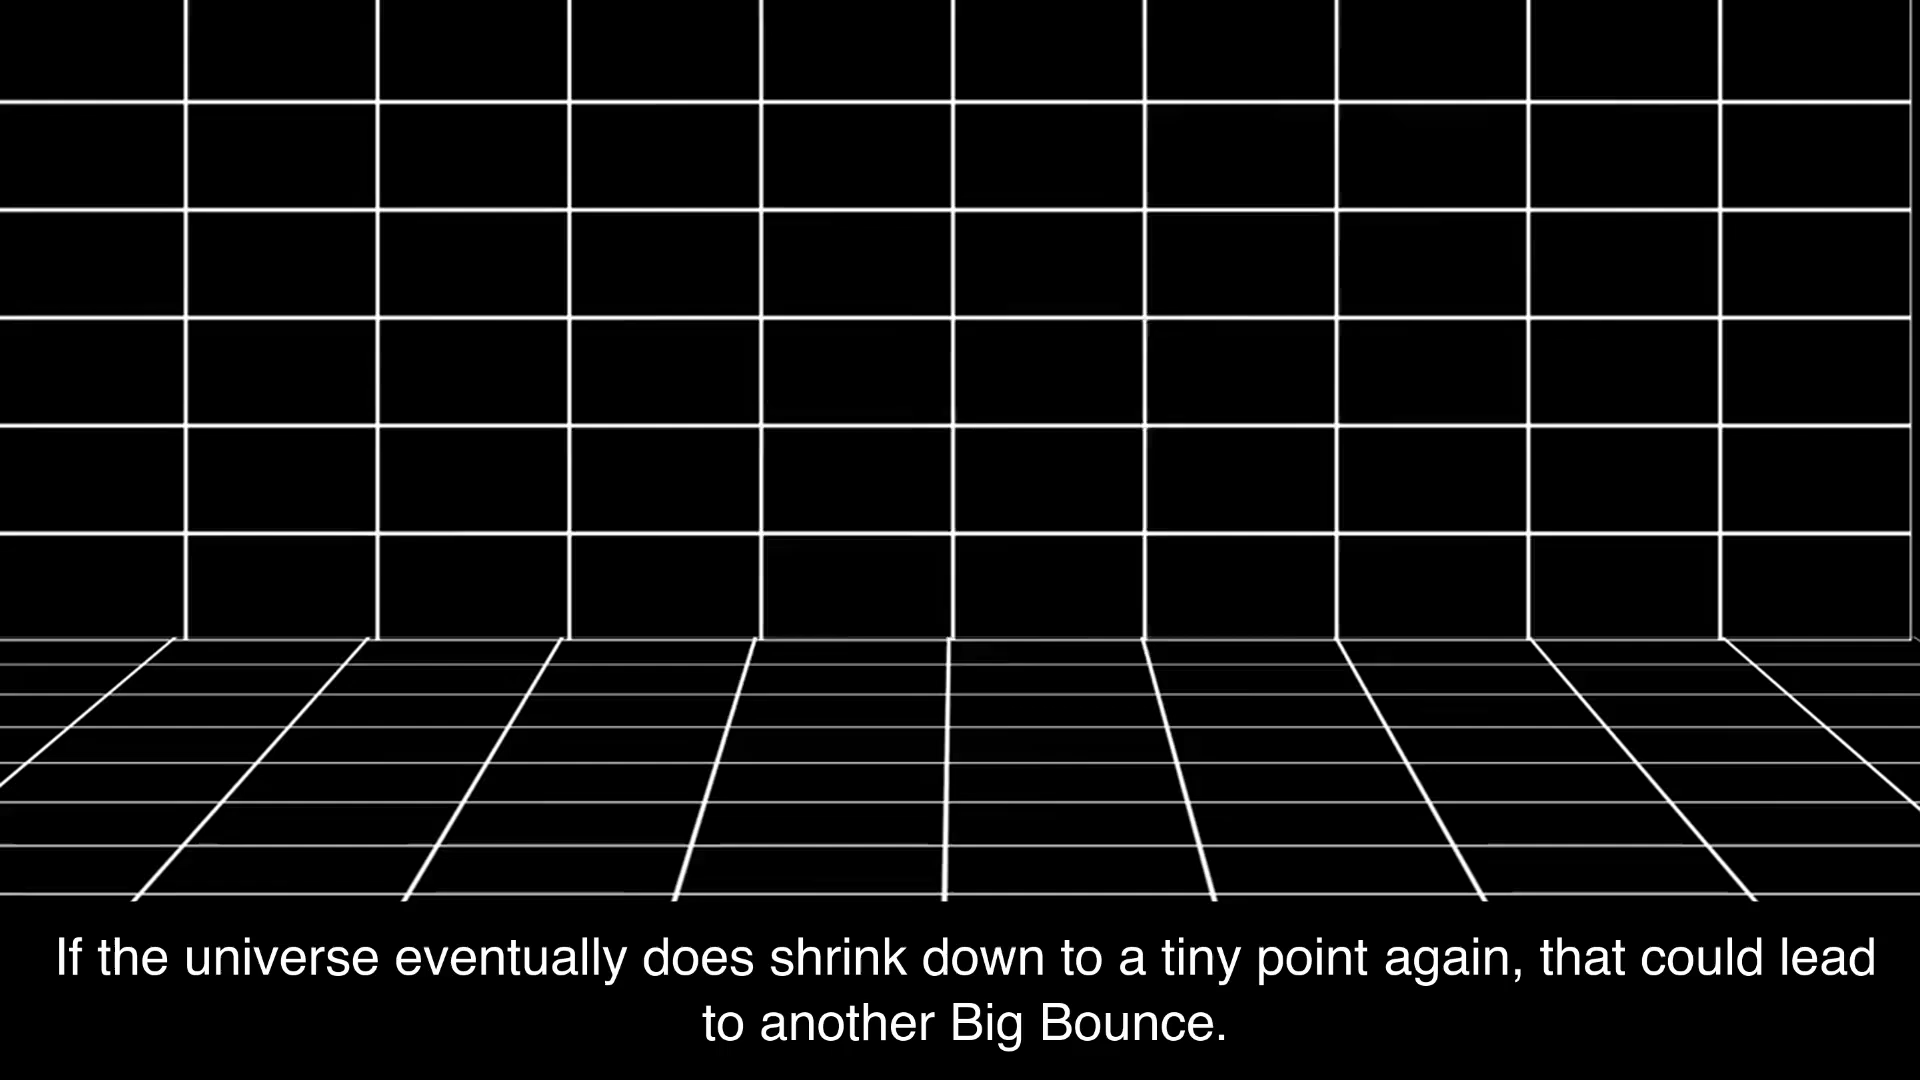 If the universe eventually does shrink down to a tiny point again, that could lead
to another Big Bounce.